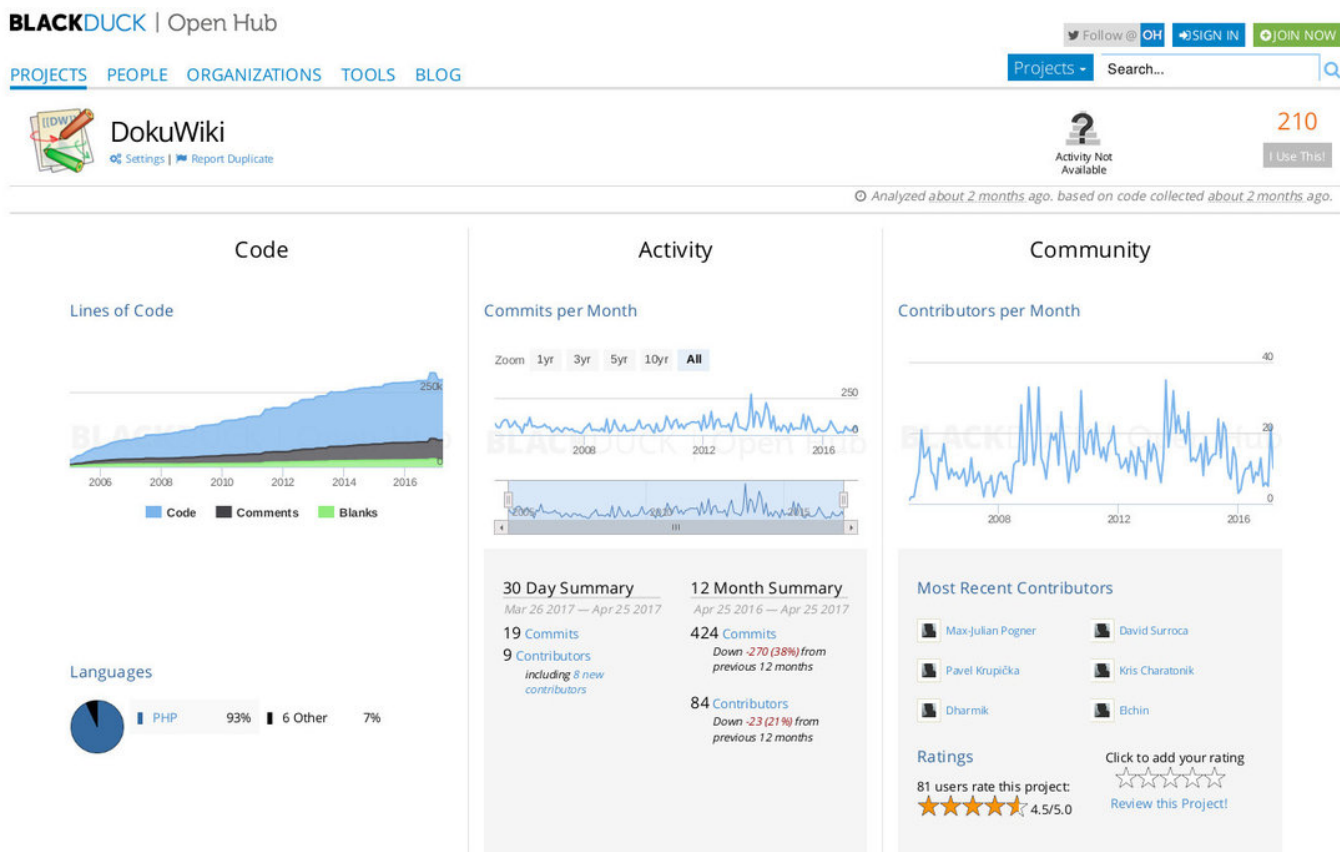 BLACKDUCK | Open Hub
Follow @ OH SIGN IN JOIN NOW
PROJECTS PEOPLE ORGANIZATIONS TOOLS BLOG
Projects Search...
[[DW]]
DokuWiki
Settings | Report Duplicate
Activity Not
Available
210
I Use This!
Analyzed about 2 months ago. based on code collected about 2 months ago.
Code
Lines of Code
250k
0
2006 2008 2010 2012 2014 2016
Code Comments Blanks
Languages
PHP 93% 6 Other 7%
Activity
Commits per Month
Zoom 1yr 3yr 5yr 10yr All
250
0
BLACKDUCK | Open Hub
2008 2012 2016
2005 2010 2015
30 Day Summary
Mar 26 2017 — Apr 25 2017
19 Commits
9 Contributors
including 8 new
contributors
12 Month Summary
Apr 25 2016 — Apr 25 2017
424 Commits
Down -270 (38%) from
previous 12 months
84 Contributors
Down -23 (21%) from
previous 12 months
Community
Contributors per Month
40
20
0
2008 2012 2016
Most Recent Contributors
Max-Julian Pogner David Surroca
Pavel Krupička Kris Charatonik
Dharmik Elchin
Ratings
81 users rate this project:
4.5/5.0
Click to add your rating
Review this Project!